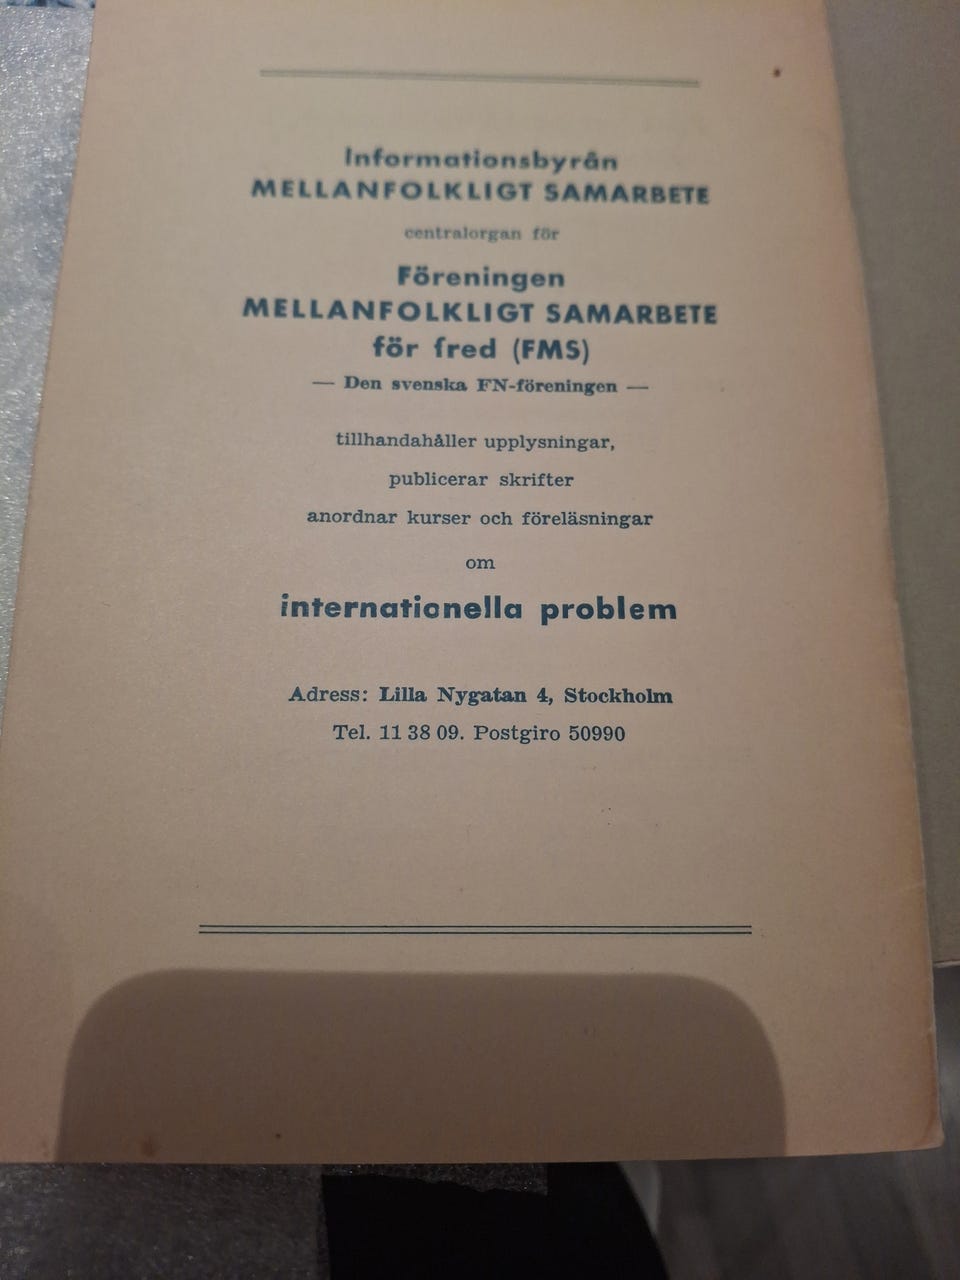 Informationsbyrån
MELLANFOLKLIGT SAMARBETE
centralorgan för
Föreningen
MELLANFOLKLIGT SAMARBETE
för fred (FMS)
— Den svenska FN-föreningen —
tillhandahåller upplysningar,
publicerar skrifter
anordnar kurser och föreläsningar
om
internationella problem
Adress: Lilla Nygatan 4, Stockholm
Tel. 11 38 09. Postgiro 50990